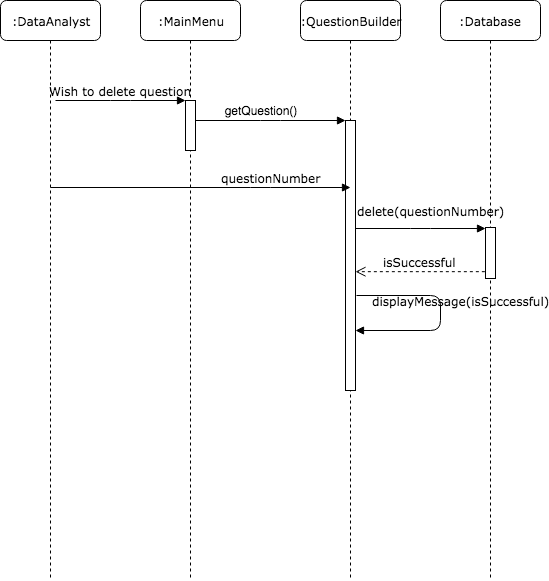 :DataAnalyst
:MainMenu
:QuestionBuilder
:Database
Wish to delete question
getQuestion()
questionNumber
delete(questionNumber)
isSuccessful
displayMessage(isSuccessful)